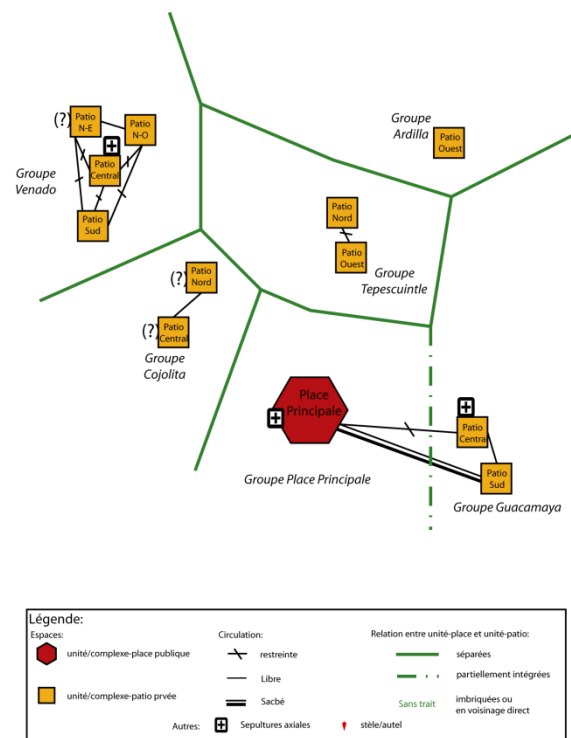 Patio
N-E
(?)
Patio
N-O
Patio
Central
Groupe
Venado
Patio
Sud
Groupe
Ardilla
Patio
Ouest
Patio
Nord
Patio
Ouest
Groupe
Tepescuintle
(?)
Patio
Nord
(?)
Patio
Central
Groupe
Cojolita
Place
Principale
Patio
Central
Patio
Sud
Groupe Place Principale
Groupe Guacamaya
Légende:
Espaces:
unité/complexe-place publique
unité/complexe-patio prvée
Circulation:
restreinte
Libre
Sacbé
Relation entre unité-place et unité-patio:
séparées
partiellement intégrées
Sans trait
imbriquées ou
en voisinage direct
Autres:
Sepultures axiales
stèle/autel